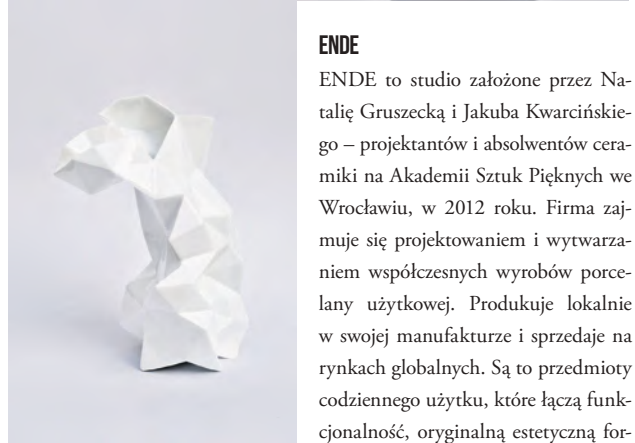 ENDE
ENDE to studio założone przez Na-
talię Gruszecką i Jakuba Kwarcińskie-
go – projektantów i absolwentów cera-
miki na Akademii Sztuk Pięknych we
Wrocławiu, w 2012 roku. Firma zaj-
muje się projektowaniem i wytwarza-
niem współczesnych wyrobów porce-
lany użytkowej. Produkuje lokalnie
w swojej manufakturze i sprzedaje na
rynkach globalnych. Są to przedmioty
codziennego użytku, które łączą funk-
cjonalność, oryginalną estetyczną for-